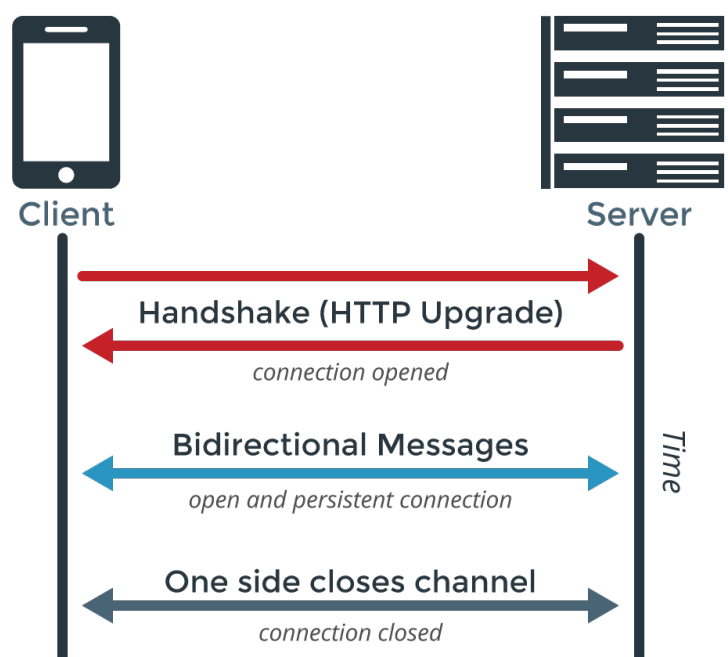 Client
Server
Handshake (HTTP Upgrade)
connection opened
Bidirectional Messages
open and persistent connection
Time
One side closes channel
connection closed